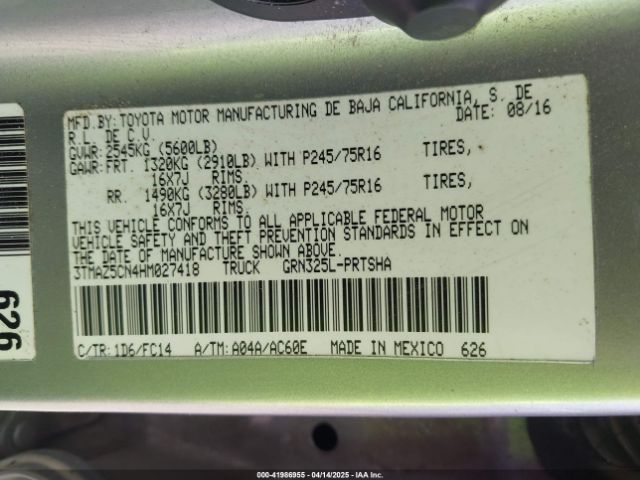 MFD.BY:TOYOTA MOTOR MANUFACTURING DE BAJA CALIFORNIA, S. DE
R.L. DE C.V. DATE: 08/16
GVWR:2545KG (5600LB)
GAWR:FRT. 1320KG (2910LB) WITH P245/75R16 TIRES,
16X7J RIMS.
RR. 1490KG (3280LB) WITH P245/75R16 TIRES,
16X7J RIMS.
THIS VEHICLE CONFORMS TO ALL APPLICABLE FEDERAL MOTOR
VEHICLE SAFETY AND THEFT PREVENTION STANDARDS IN EFFECT ON
THE DATE OF MANUFACTURE SHOWN ABOVE.
3TMAZ5CN4HM027418 TRUCK GRN325L-PRTSHA
C/TR:1D6/FC14 A/TM:A04A/AC60E MADE IN MEXICO 626
629
(00-41986955 - 04/14/2025 - IAA Inc.)